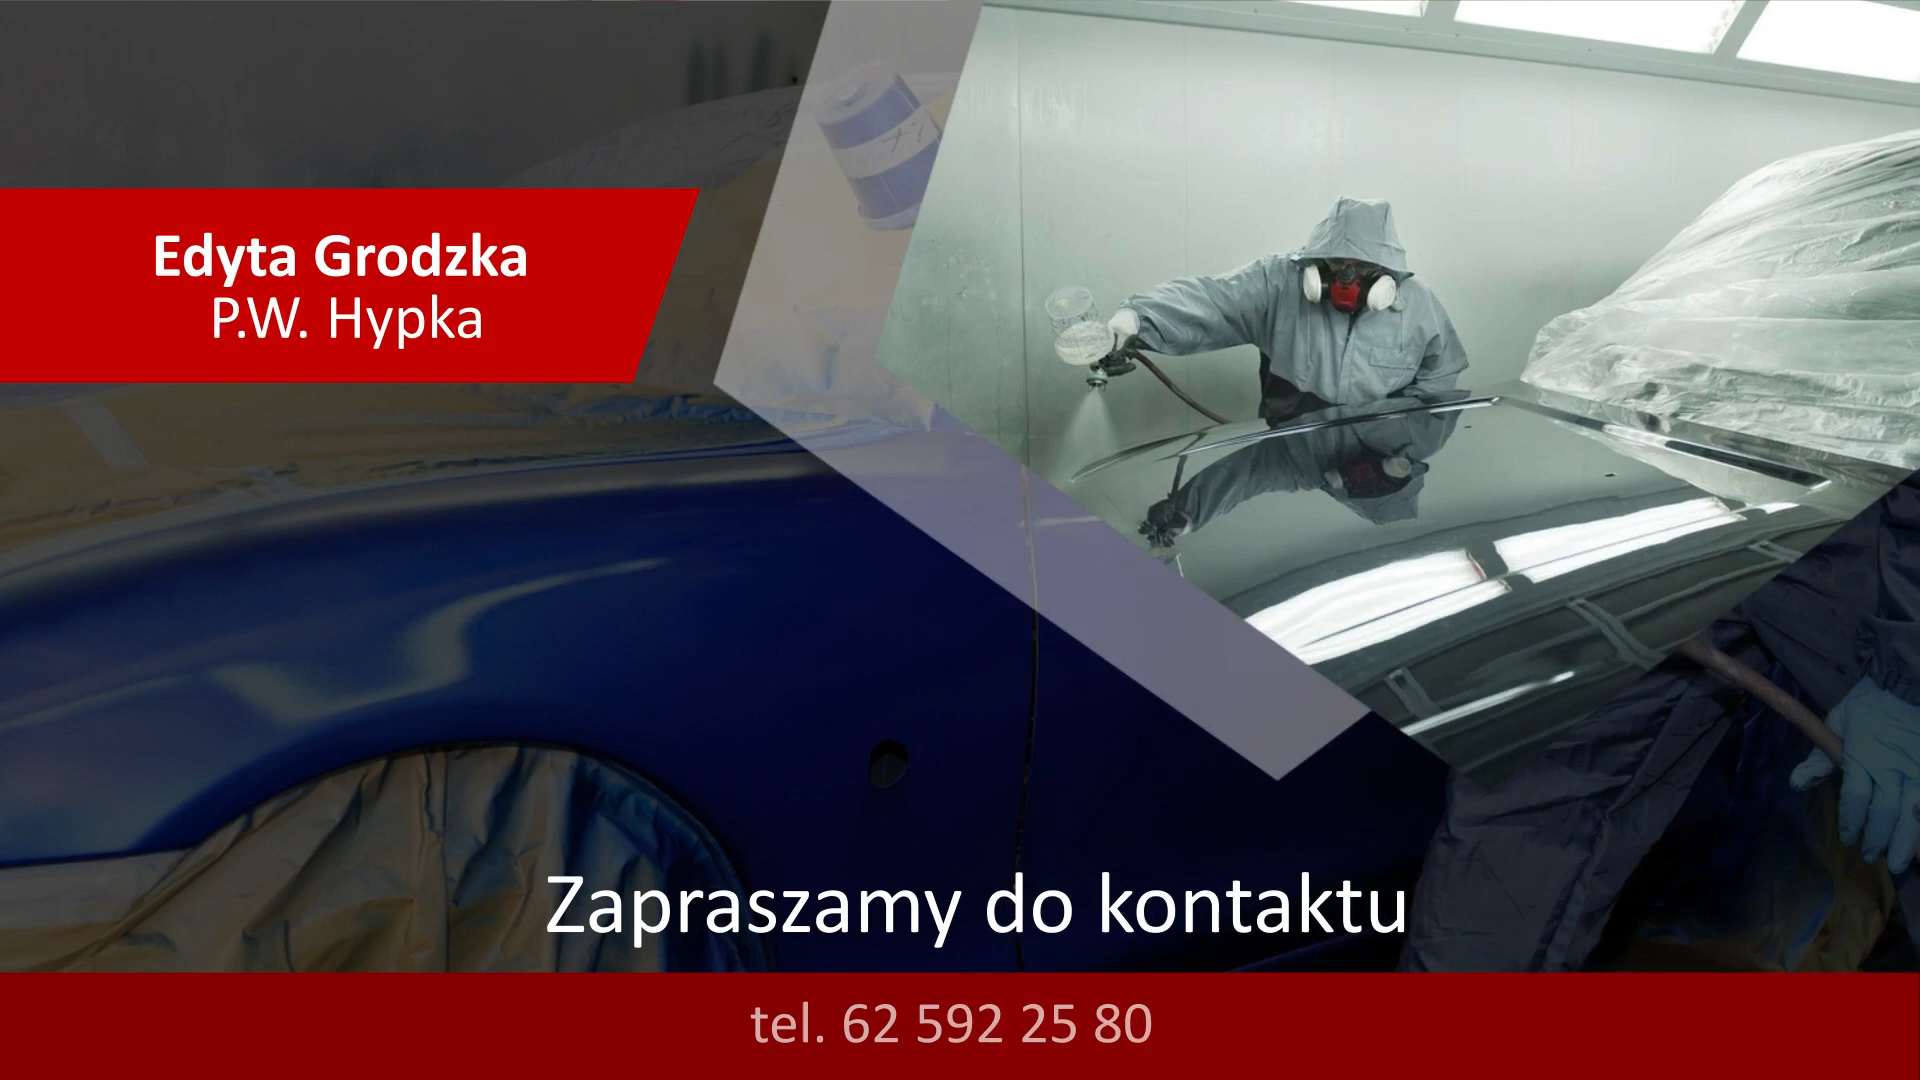 Edyta Grodzka
P.W. Hypka
Zapraszamy do kontaktu
tel. 62 592 25 80